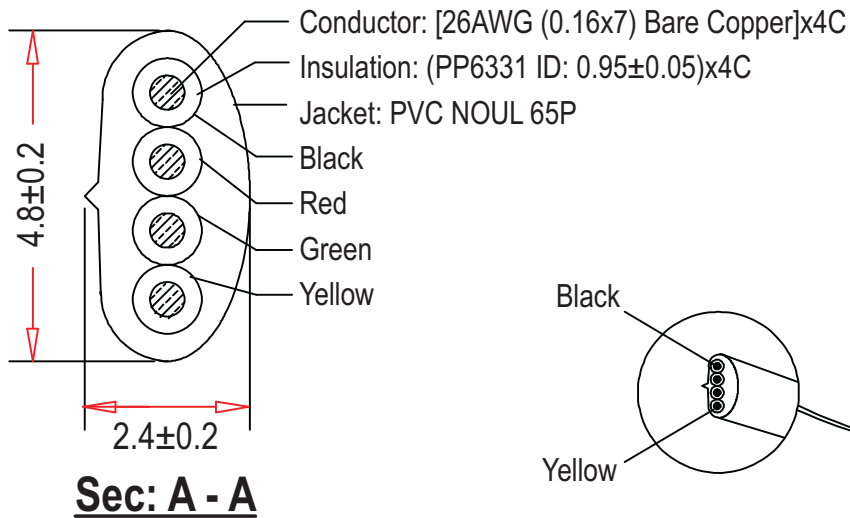 Conductor: [26AWG (0.16x7) Bare Copper]x4C
Insulation: (PP6331 ID: 0.95±0.05)x4C
Jacket: PVC NOUL 65P
Black
Red
Green
Yellow
4.8±0.2
2.4±0.2
Sec: A - A
Black
Yellow